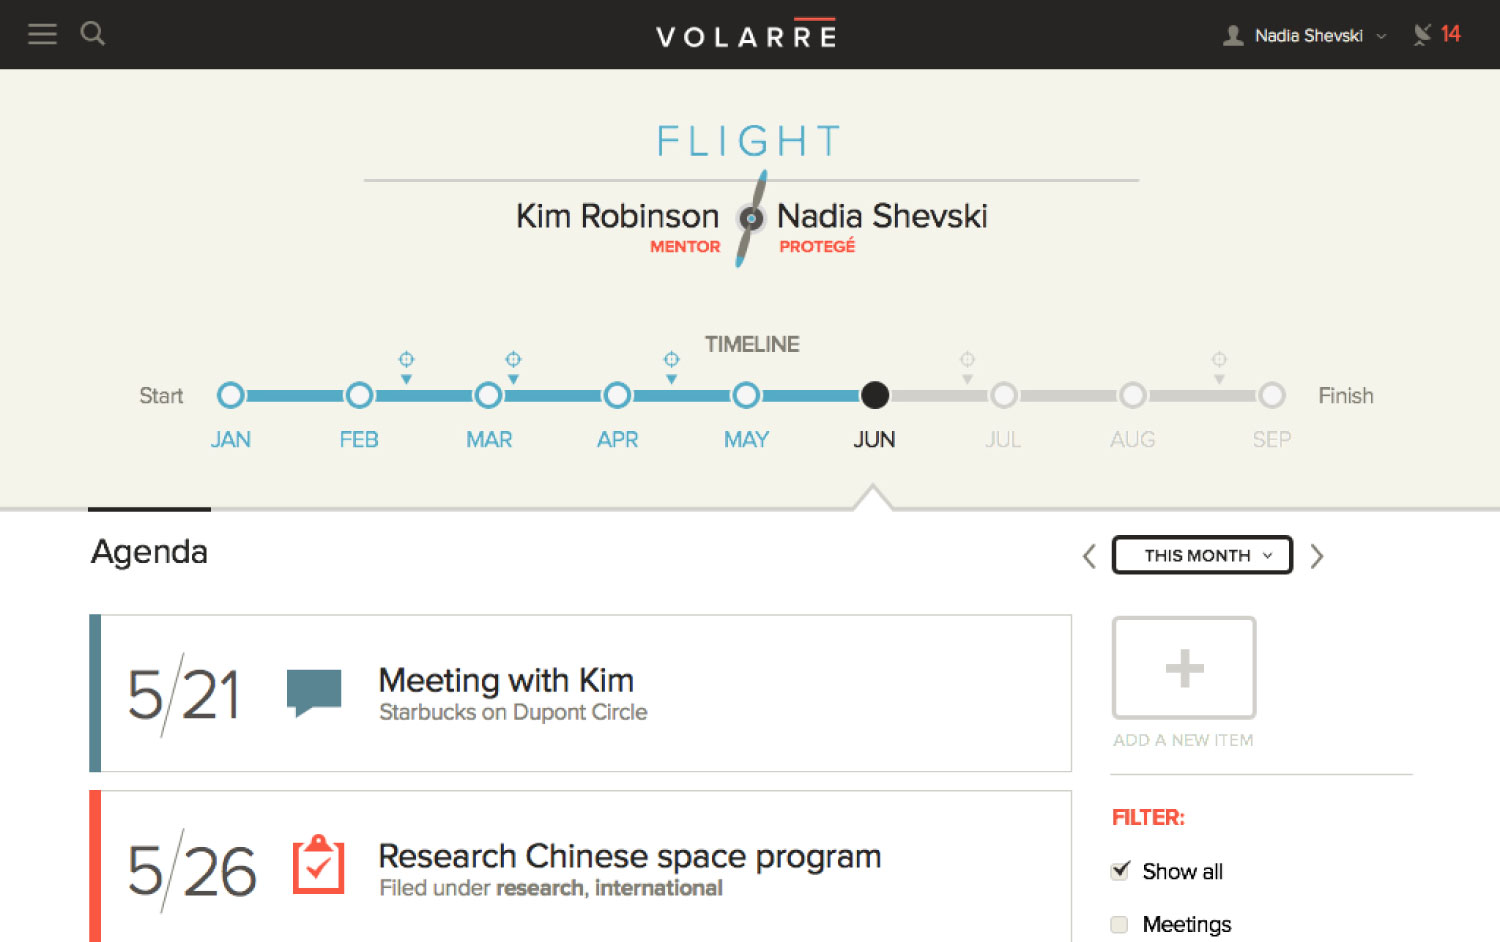 VOLARRE
Nadia Shevski
14
FLIGHT
Kim Robinson
Nadia Shevski
MENTOR
PROTEGÉ
TIMELINE
Start
Finish
JAN FEB MAR APR MAY JUN JUL AUG SEP
Agenda
THIS MONTH
5/21
Meeting with Kim
Starbucks on Dupont Circle
ADD A NEW ITEM
5/26
Research Chinese space program
Filed under research, international
FILTER:
Show all
Meetings